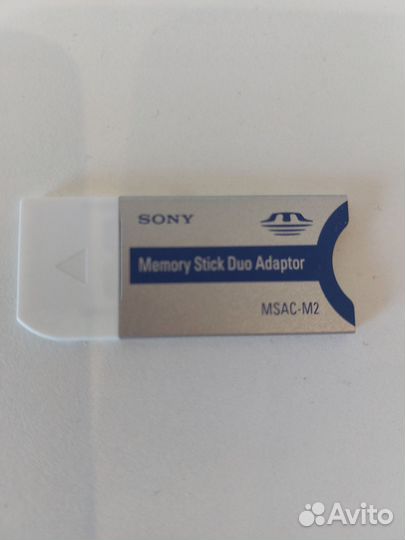 SONY
Memory Stick Duo Adaptor
MSAC-M2
Avito